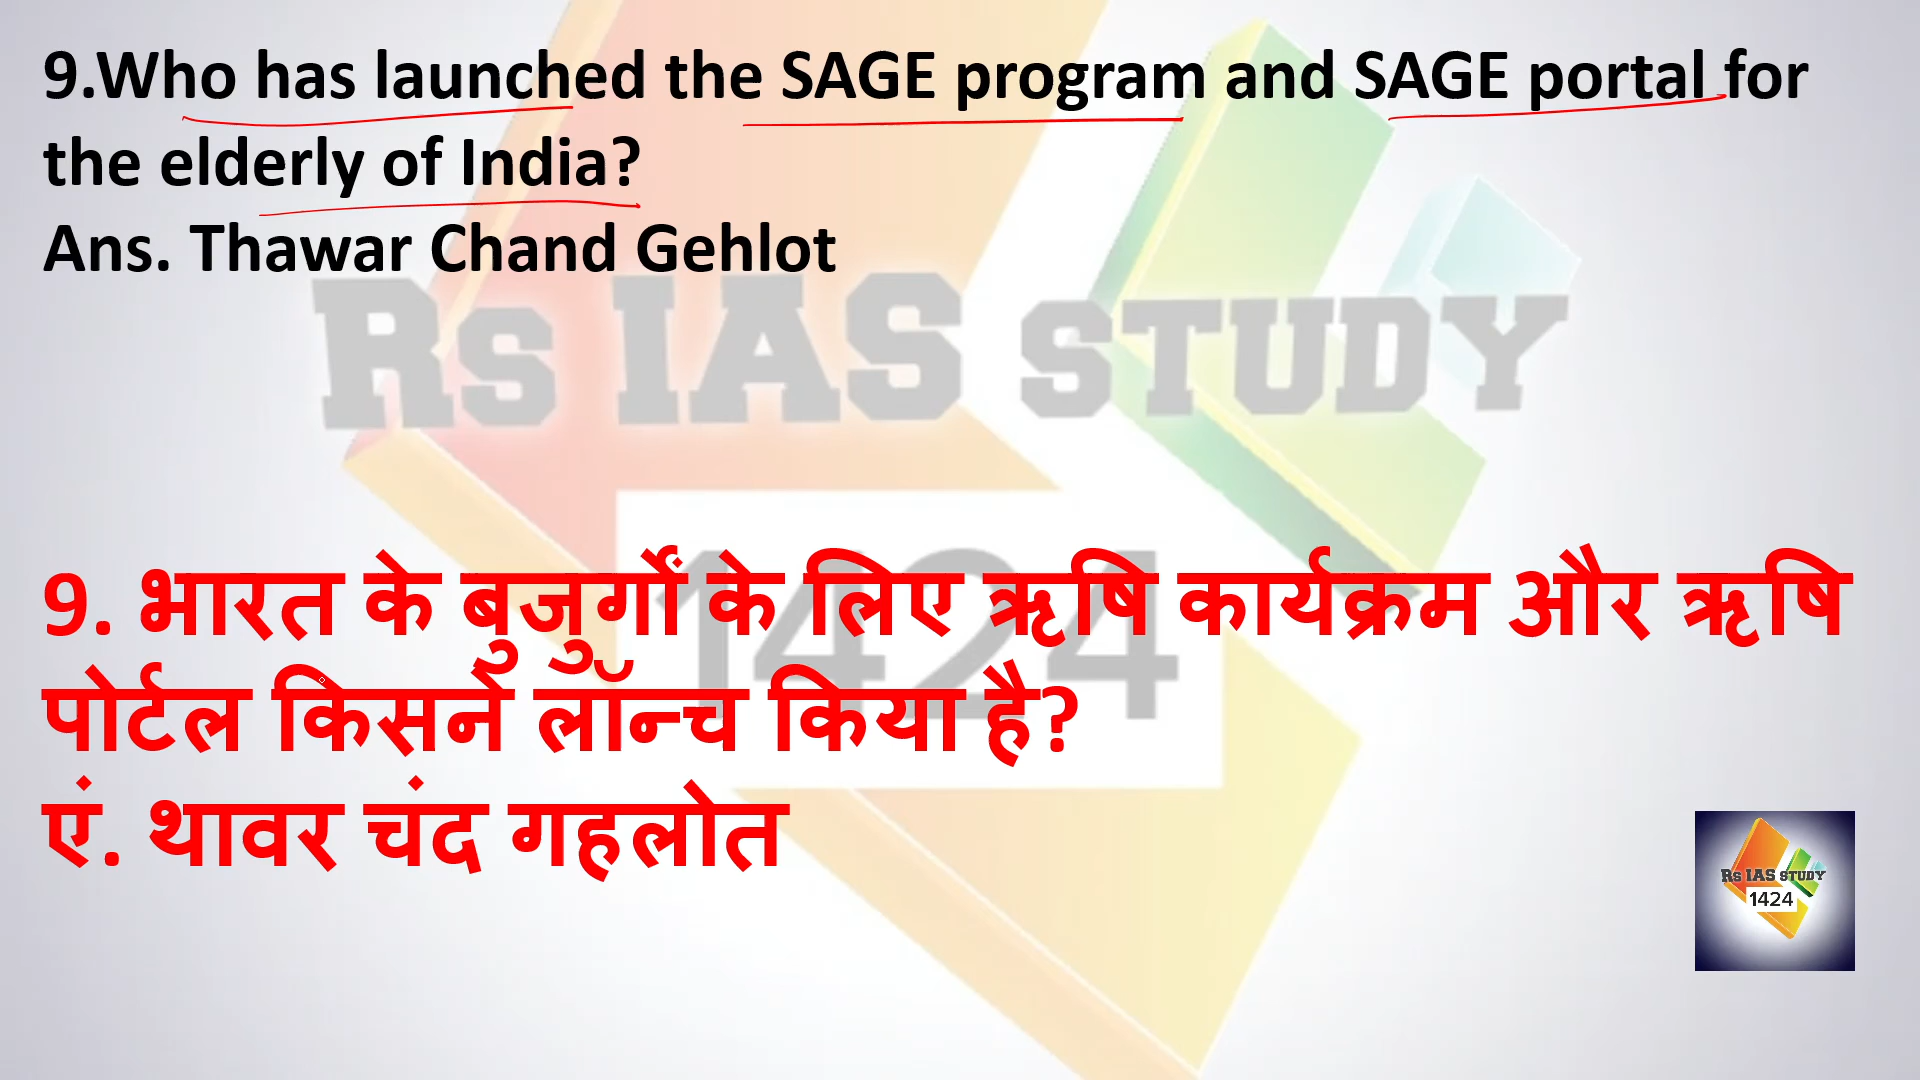 9.Who has launched the SAGE program and SAGE portal for
the elderly of India?
Ans. Thawar Chand Gehlot
Rs IAS STUDY
1424
9. भारत के बुजुर्गों के लिए ऋषि कार्यक्रम और ऋषि
पोर्टल किसने लॉन्च किया है?
एं. थावर चंद गहलोत
Rs IAS STUDY
1424